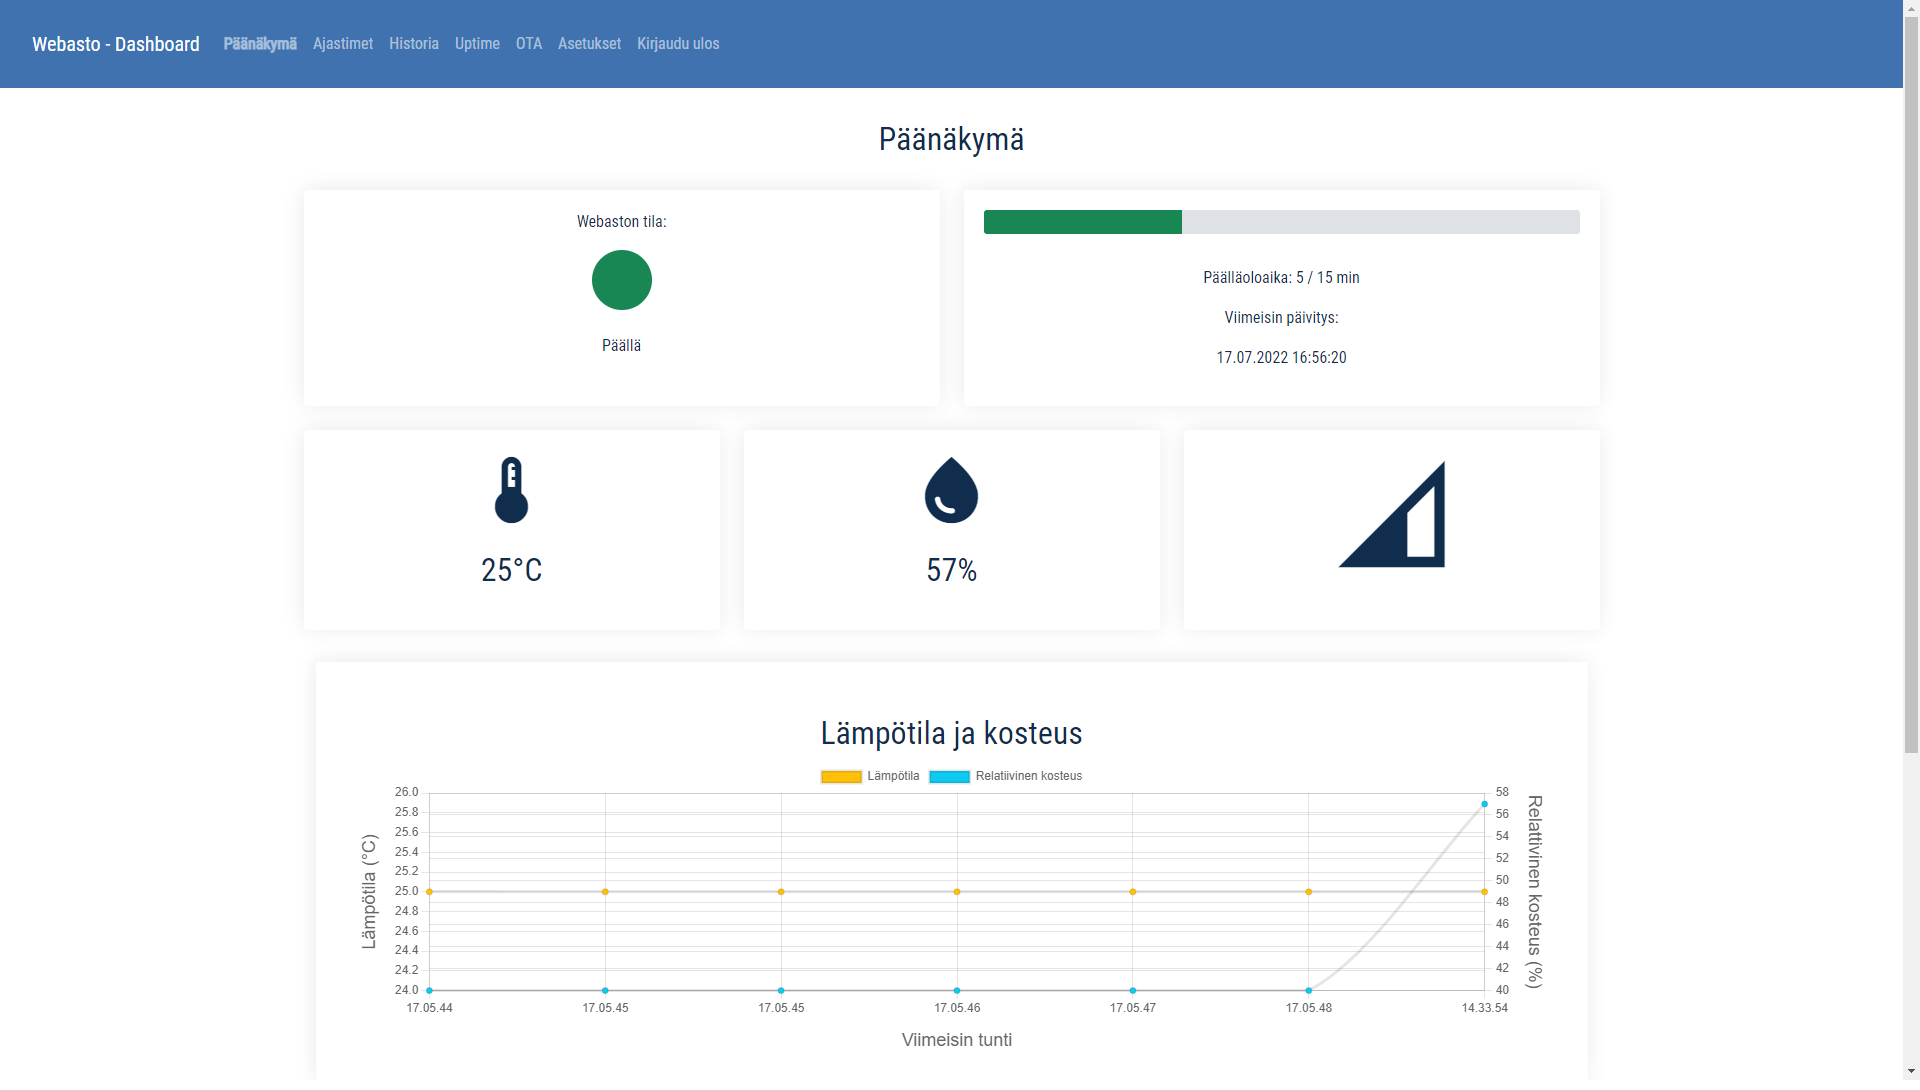 Webasto - Dashboard Päänäkymä Ajastimet Historia Uptime OTA Asetukset Kirjaudu ulos
Päänäkymä
Webaston tila:
Päällä
Päälläoloaika: 5 / 15 min
Viimeisin päivitys:
17.07.2022 16:56:20
25°C
57%
Lämpötila ja kosteus
Lämpötila Relatiivinen kosteus
Lämpötila (°C)
26.0
25.8
25.6
25.4
25.2
25.0
24.8
24.6
24.4
24.2
24.0
58
56
54
52
50
48
46
44
42
40
Relattivinen kosteus (%)
17.05.44 17.05.45 17.05.45 17.05.46 17.05.47 17.05.48 14.33.54
Viimeisin tunti